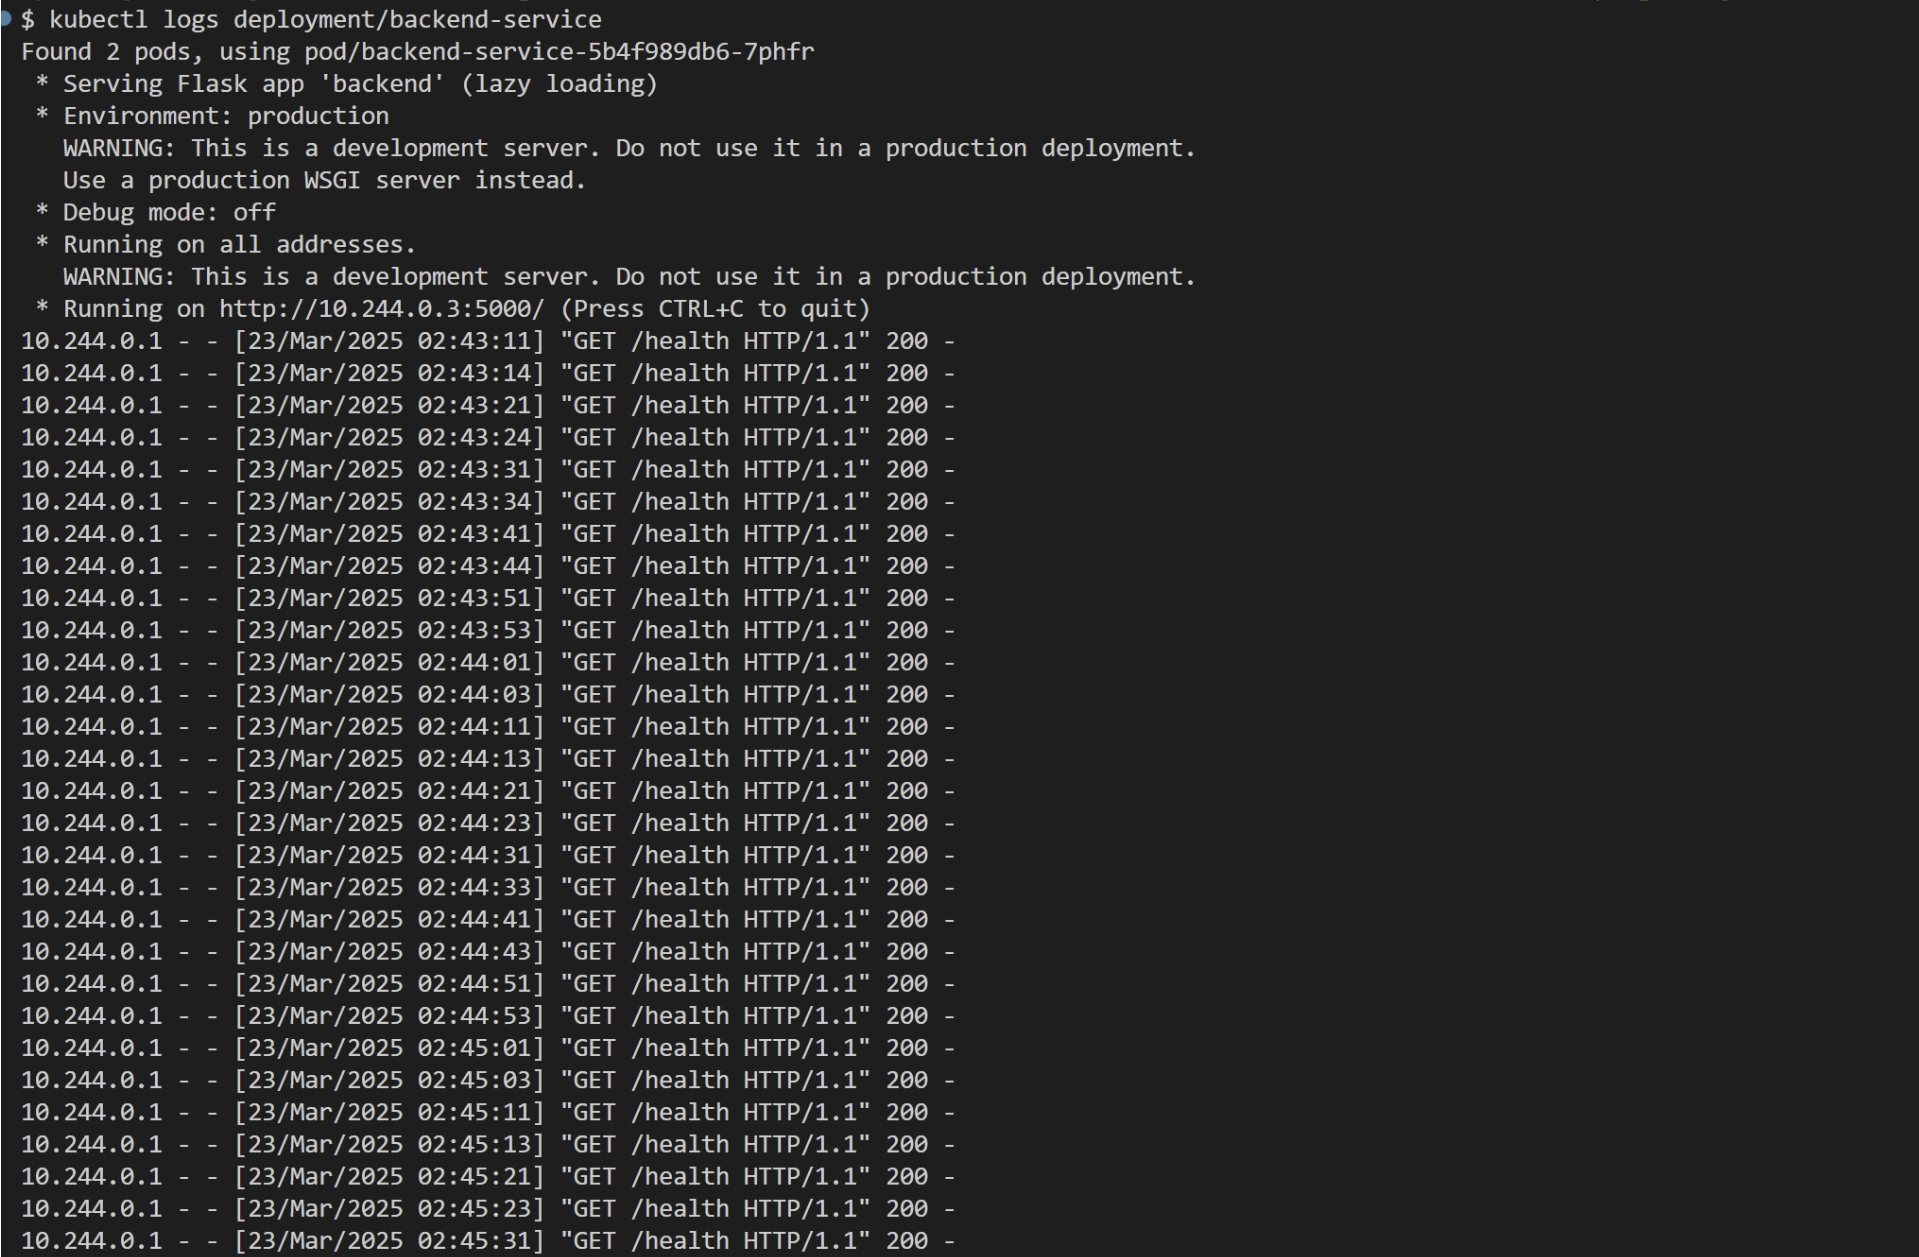 $ kubectl logs deployment/backend-service
Found 2 pods, using pod/backend-service-5b4f989db6-7phfr
 * Serving Flask app 'backend' (lazy loading)
 * Environment: production
   WARNING: This is a development server. Do not use it in a production deployment.
   Use a production WSGI server instead.
 * Debug mode: off
 * Running on all addresses.
   WARNING: This is a development server. Do not use it in a production deployment.
 * Running on http://10.244.0.3:5000/ (Press CTRL+C to quit)
10.244.0.1 - - [23/Mar/2025 02:43:11] "GET /health HTTP/1.1" 200 -
10.244.0.1 - - [23/Mar/2025 02:43:14] "GET /health HTTP/1.1" 200 -
10.244.0.1 - - [23/Mar/2025 02:43:21] "GET /health HTTP/1.1" 200 -
10.244.0.1 - - [23/Mar/2025 02:43:24] "GET /health HTTP/1.1" 200 -
10.244.0.1 - - [23/Mar/2025 02:43:31] "GET /health HTTP/1.1" 200 -
10.244.0.1 - - [23/Mar/2025 02:43:34] "GET /health HTTP/1.1" 200 -
10.244.0.1 - - [23/Mar/2025 02:43:41] "GET /health HTTP/1.1" 200 -
10.244.0.1 - - [23/Mar/2025 02:43:44] "GET /health HTTP/1.1" 200 -
10.244.0.1 - - [23/Mar/2025 02:43:51] "GET /health HTTP/1.1" 200 -
10.244.0.1 - - [23/Mar/2025 02:43:53] "GET /health HTTP/1.1" 200 -
10.244.0.1 - - [23/Mar/2025 02:44:01] "GET /health HTTP/1.1" 200 -
10.244.0.1 - - [23/Mar/2025 02:44:03] "GET /health HTTP/1.1" 200 -
10.244.0.1 - - [23/Mar/2025 02:44:11] "GET /health HTTP/1.1" 200 -
10.244.0.1 - - [23/Mar/2025 02:44:13] "GET /health HTTP/1.1" 200 -
10.244.0.1 - - [23/Mar/2025 02:44:21] "GET /health HTTP/1.1" 200 -
10.244.0.1 - - [23/Mar/2025 02:44:23] "GET /health HTTP/1.1" 200 -
10.244.0.1 - - [23/Mar/2025 02:44:31] "GET /health HTTP/1.1" 200 -
10.244.0.1 - - [23/Mar/2025 02:44:33] "GET /health HTTP/1.1" 200 -
10.244.0.1 - - [23/Mar/2025 02:44:41] "GET /health HTTP/1.1" 200 -
10.244.0.1 - - [23/Mar/2025 02:44:43] "GET /health HTTP/1.1" 200 -
10.244.0.1 - - [23/Mar/2025 02:44:51] "GET /health HTTP/1.1" 200 -
10.244.0.1 - - [23/Mar/2025 02:44:53] "GET /health HTTP/1.1" 200 -
10.244.0.1 - - [23/Mar/2025 02:45:01] "GET /health HTTP/1.1" 200 -
10.244.0.1 - - [23/Mar/2025 02:45:03] "GET /health HTTP/1.1" 200 -
10.244.0.1 - - [23/Mar/2025 02:45:11] "GET /health HTTP/1.1" 200 -
10.244.0.1 - - [23/Mar/2025 02:45:13] "GET /health HTTP/1.1" 200 -
10.244.0.1 - - [23/Mar/2025 02:45:21] "GET /health HTTP/1.1" 200 -
10.244.0.1 - - [23/Mar/2025 02:45:23] "GET /health HTTP/1.1" 200 -
10.244.0.1 - - [23/Mar/2025 02:45:31] "GET /health HTTP/1.1" 200 -